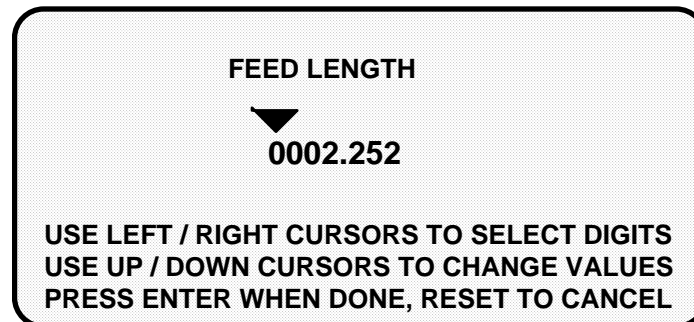 FEED LENGTH
0002.252
USE LEFT / RIGHT CURSORS TO SELECT DIGITS
USE UP / DOWN CURSORS TO CHANGE VALUES
PRESS ENTER WHEN DONE, RESET TO CANCEL